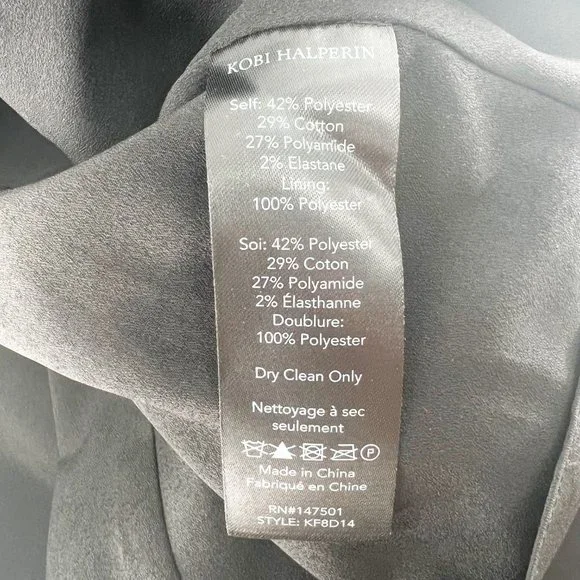 KOBI HALPERIN
Self: 42% Polyester
29% Cotton
27% Polyamide
2% Elastane
Lining:
100% Polyester
Soi: 42% Polyester
29% Coton
27% Polyamide
2% Élasthanne
Doublure:
100% Polyester
Dry Clean Only
Nettoyage à sec
seulement
P
Made in China
Fabriqué en Chine
RN#147501
STYLE: KF8D14